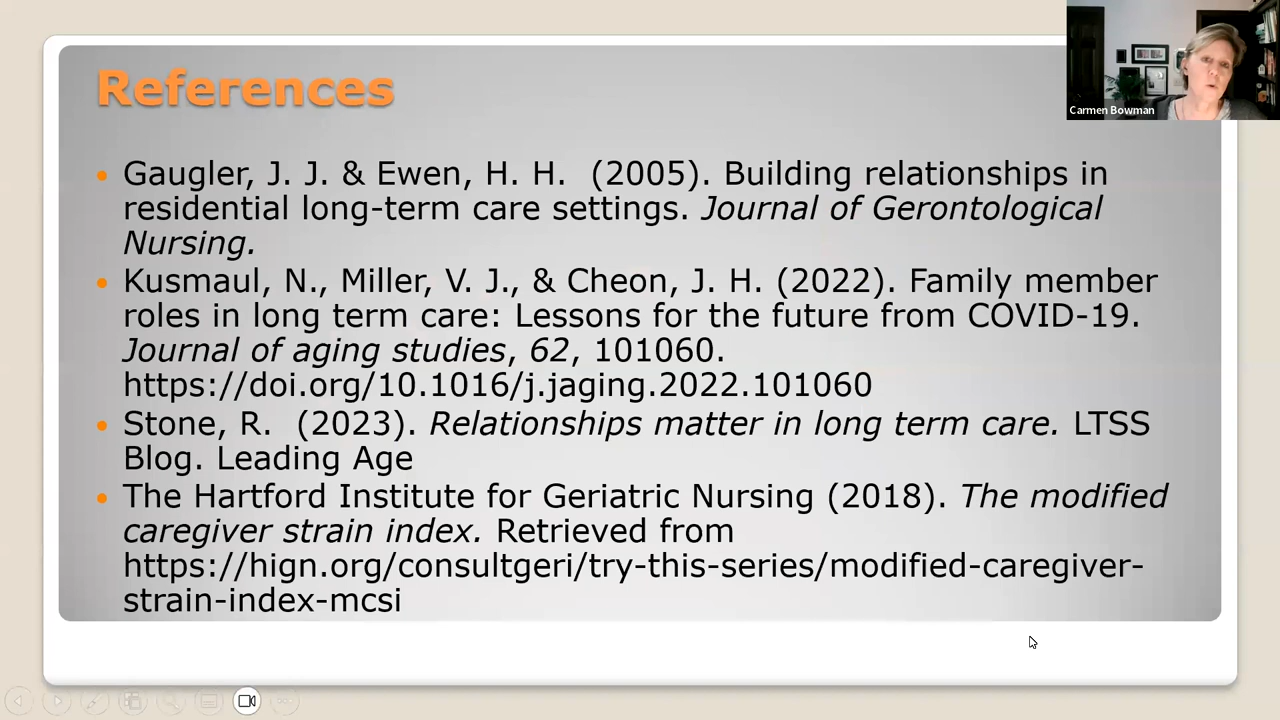 References
Carmen Bowman
Gaugler, J. J. & Ewen, H. H.  (2005). Building relationships in
residential long-term care settings. Journal of Gerontological
Nursing.
Kusmaul, N., Miller, V. J., & Cheon, J. H. (2022). Family member
roles in long term care: Lessons for the future from COVID-19.
Journal of aging studies, 62, 101060.
https://doi.org/10.1016/j.jaging.2022.101060
Stone, R.  (2023). Relationships matter in long term care. LTSS
Blog. Leading Age
The Hartford Institute for Geriatric Nursing (2018). The modified
caregiver strain index. Retrieved from
https://hign.org/consultgeri/try-this-series/modified-caregiver-
strain-index-mcsi